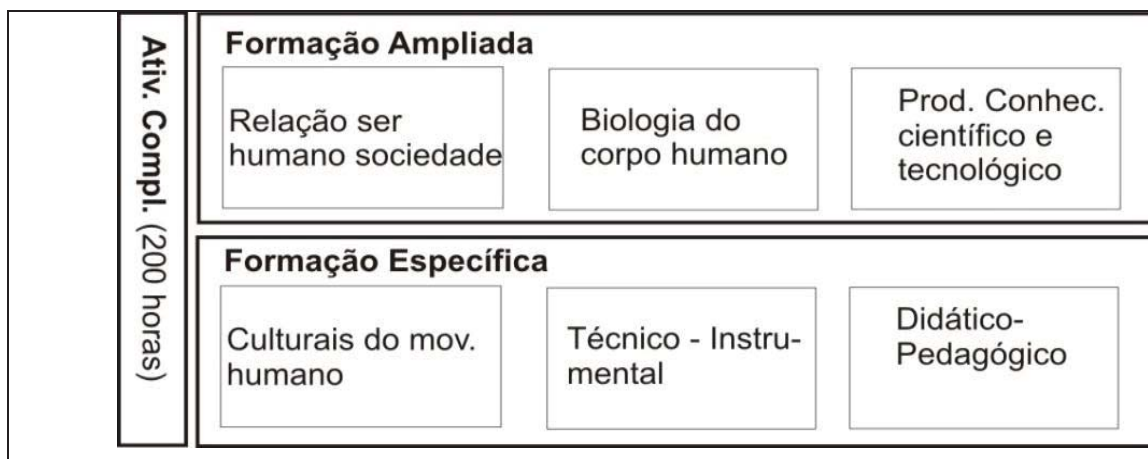 Ativ. Compl. (200 horas)
Formação Ampliada
Relação ser
humano sociedade
Biologia do
corpo humano
Prod. Conhec.
científico e
tecnológico
Formação Específica
Culturais do mov.
humano
Técnico - Instru-
mental
Didático-
Pedagógico